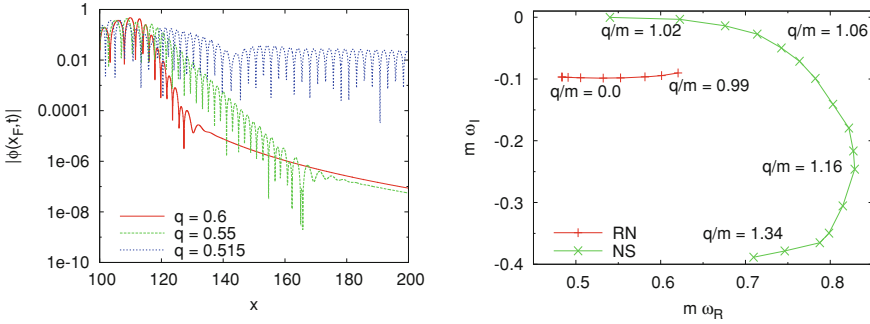 |ϕ(x_F,t)|
1
0.01
0.0001
1e-06
1e-08
1e-10
q = 0.6
q = 0.55
q = 0.515
100 120 140 160 180 200
x
m ω_I
0
-0.1
-0.2
-0.3
-0.4
q/m = 1.02
q/m = 1.06
q/m = 0.0
q/m = 0.99
q/m = 1.16
q/m = 1.34
RN
NS
0.5 0.6 0.7 0.8
m ω_R